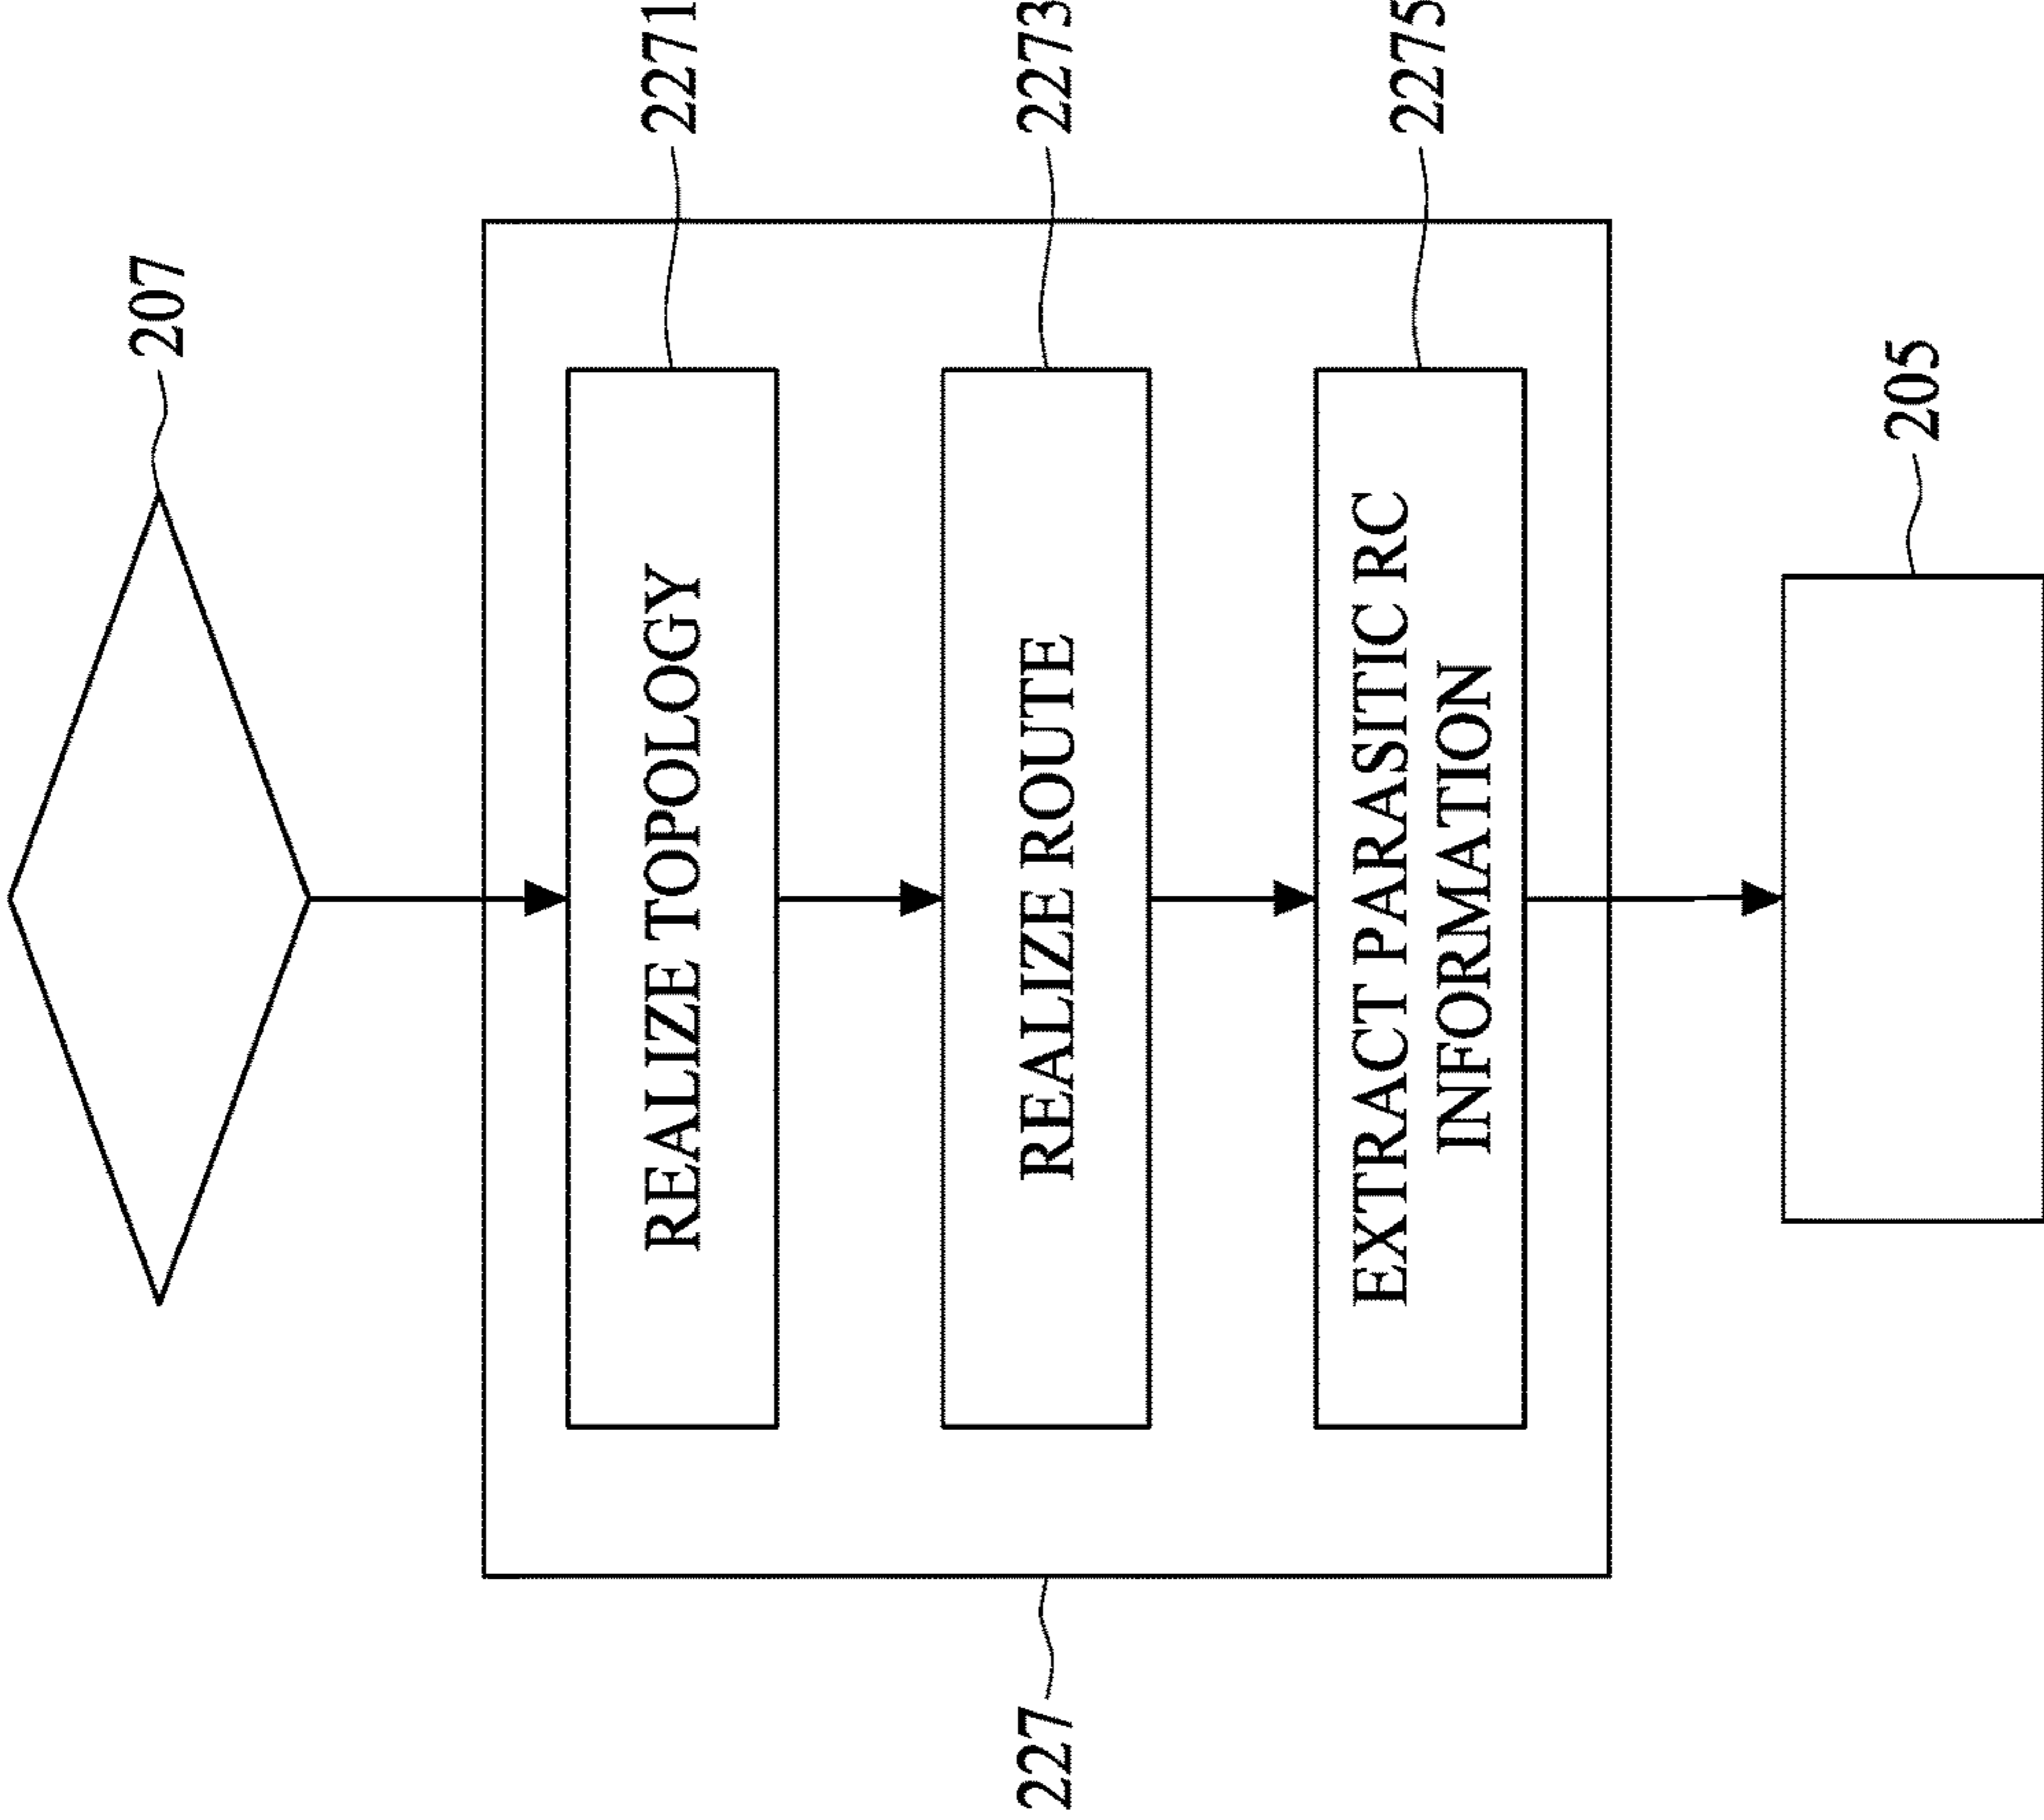 207
2271
REALIZE TOPOLOGY
2273
REALIZE ROUTE
227
2275
EXTRACT PARASITIC RC
INFORMATION
205